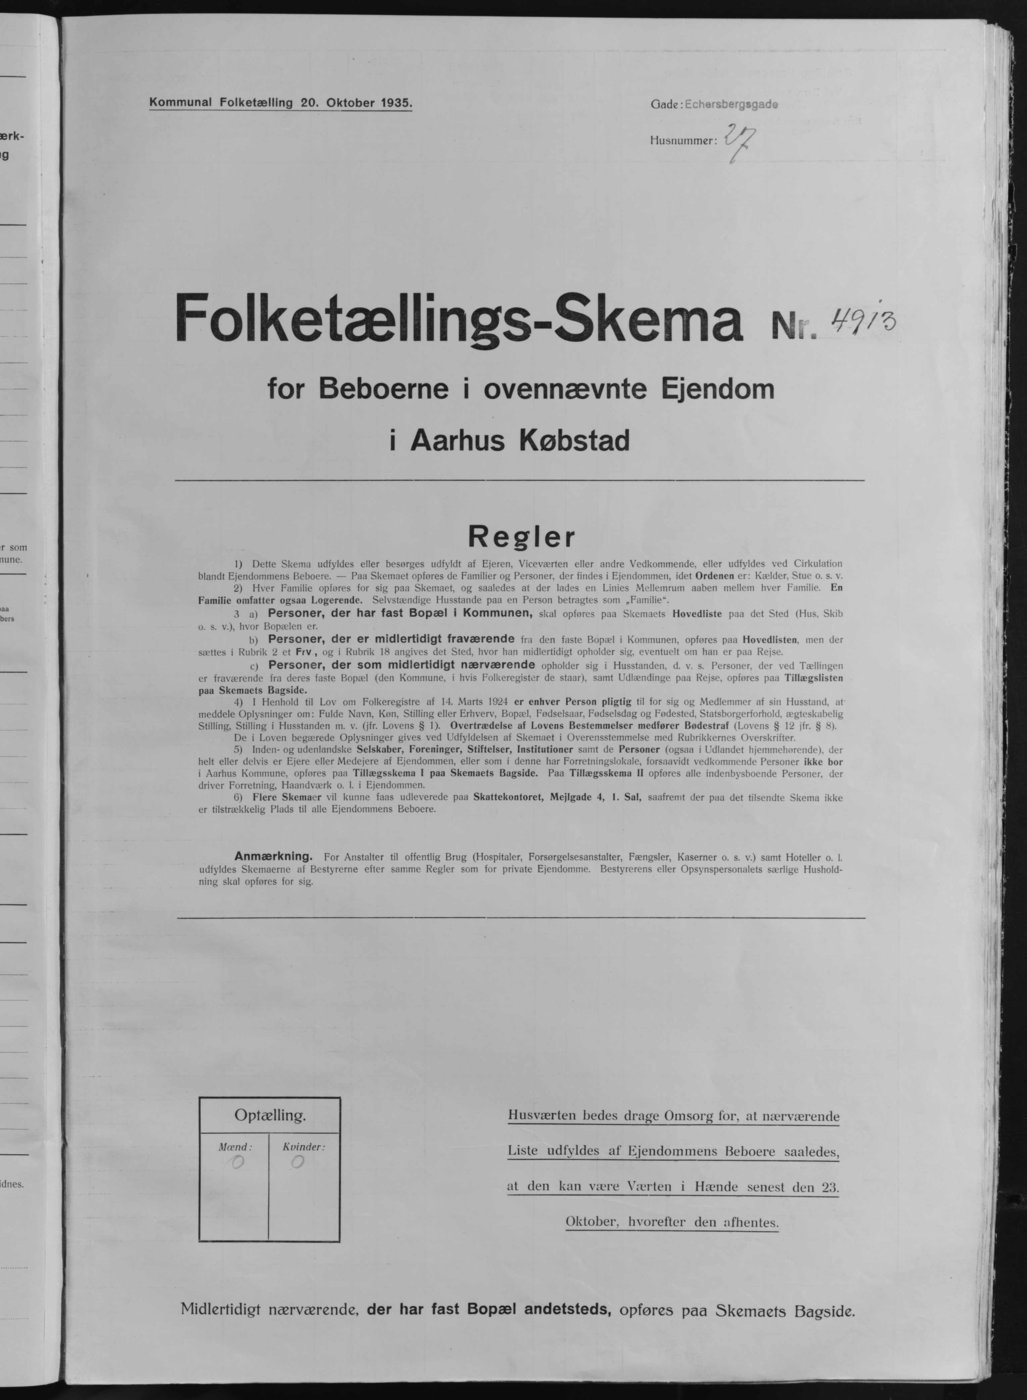 ærk-
ng
r som
nune.
paa
bers
idnes.
Kommunal Folketælling 20. Oktober 1935.
Gade: Echersbergsgade
Husnummer: 27
Folketællings-Skema Nr. 4913
for Beboerne i ovennævnte Ejendom
i Aarhus Købstad
Regler
1) Dette Skema udfyldes eller besørges udfyldt af Ejeren, Viceværten eller andre Vedkommende, eller udfyldes ved Cirkulation
blandt Ejendommens Beboere. — Paa Skemaet opføres de Familier og Personer, der findes i Ejendommen, idet Ordenen er: Kælder, Stue o. s. v.
2) Hver Familie opføres for sig paa Skemaet, og saaledes at der lades en Linies Mellemrum aaben mellem hver Familie. En
Familie omfatter ogsaa Logerende. Selvstændige Husstande paa en Person betragtes som „Familie“.
3 a) Personer, der har fast Bopæl i Kommunen, skal opføres paa Skemaets Hovedliste paa det Sted (Hus, Skib
o. s. v.), hvor Bopælen er.
b) Personer, der er midlertidigt fraværende fra den faste Bopæl i Kommunen, opføres paa Hovedlisten, men der
sættes i Rubrik 2 et Frv , og i Rubrik 18 angives det Sted, hvor han midlertidigt opholder sig, eventuelt om han er paa Rejse.
c) Personer, der som midlertidigt nærværende opholder sig i Husstanden, d. v. s. Personer, der ved Tællingen
er fraværende fra deres faste Bopæl (den Kommune, i hvis Folkeregister de staar), samt Udlændinge paa Rejse, opføres paa Tillægslisten
paa Skemaets Bagside.
4) I Henhold til Lov om Folkeregistre af 14. Marts 1924 er enhver Person pligtig til for sig og Medlemmer af sin Husstand, at
meddele Oplysninger om: Fulde Navn, Køn, Stilling eller Erhverv, Bopæl, Fødselsaar, Fødselsdag og Fødested, Statsborgerforhold, ægteskabelig
Stilling, Stilling i Husstanden m. v. (jfr. Lovens § 1). Overtrædelse af Lovens Bestemmelser medfører Bødestraf (Lovens § 12 jfr. § 8).
De i Loven begærede Oplysninger gives ved Udfyldelsen af Skemaet i Overensstemmelse med Rubrikkernes Overskrifter.
5) Inden- og udenlandske Selskaber, Foreninger, Stiftelser, Institutioner samt de Personer (ogsaa i Udlandet hjemmehørende), der
helt eller delvis er Ejere eller Medejere af Ejendommen, eller som i denne har Forretningslokale, forsaavidt vedkommende Personer ikke bor
i Aarhus Kommune, opføres paa Tillægsskema I paa Skemaets Bagside. Paa Tillægsskema II opføres alle indenbysboende Personer, der
driver Forretning, Haandværk o. l. i Ejendommen.
6) Flere Skemaer vil kunne faas udleverede paa Skattekontoret, Mejlgade 4, 1. Sal, saafremt der paa det tilsendte Skema ikke
er tilstrækkelig Plads til alle Ejendommens Beboere.
Anmærkning. For Anstalter til offentlig Brug (Hospitaler, Forsørgelsesanstalter, Fængsler, Kaserner o. s. v.) samt Hoteller o. l.
udfyldes Skemaerne af Bestyrerne efter samme Regler som for private Ejendomme. Bestyrerens eller Opsynspersonalets særlige Hushold-
ning skal opføres for sig.
Optælling.
Mænd: Kvinder:
0 0
Husværten bedes drage Omsorg for, at nærværende
Liste udfyldes af Ejendommens Beboere saaledes,
at den kan være Værten i Hænde senest den 23.
Oktober, hvorefter den afhentes.
Midlertidigt nærværende, der har fast Bopæl andetsteds, opføres paa Skemaets Bagside.